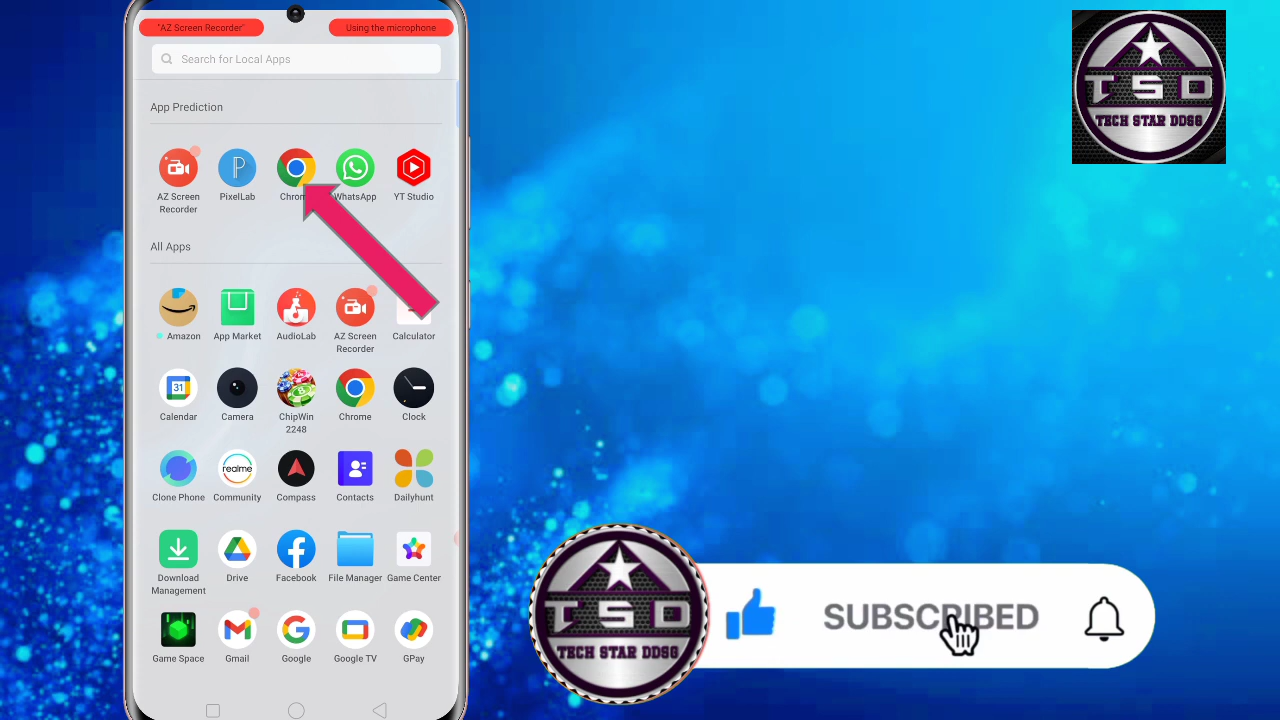 "AZ Screen Recorder" Using the microphone
Search for Local Apps
App Prediction
AZ Screen Recorder
PixelLab
Chrom
WhatsApp
YT Studio
All Apps
Amazon
App Market
AudioLab
AZ Screen Recorder
Calculator
31
Calendar
Camera
ChipWin 2248
Chrome
Clock
Clone Phone
realme
Community
Compass
Contacts
Dailyhunt
Download Management
Drive
Facebook
File Manager
Game Center
Game Space
Gmail
Google
Google TV
GPay
TSD
TECH STAR DDSG
TSD
TECH STAR DDSG
SUBSCRIBED